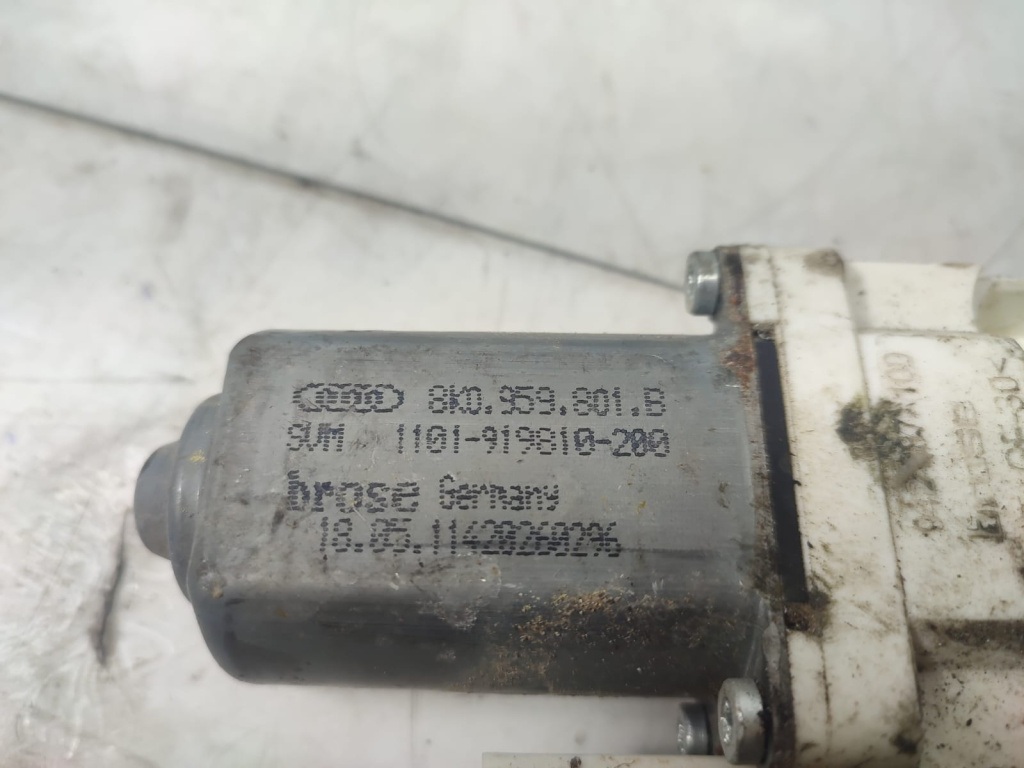 8K0.959.801.B
SVM 1101-919810-200
brose Germany
18.05.11420260296